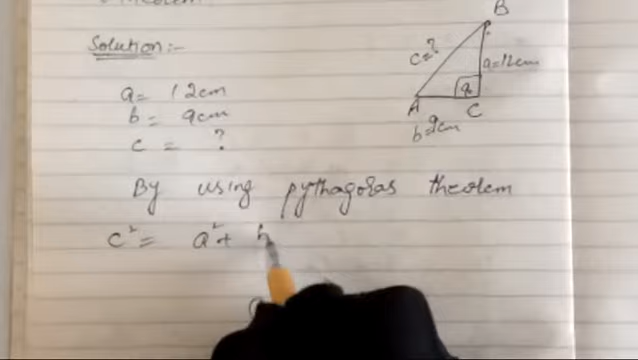 Solution:-
a = 12cm
b = 9cm
c = ?
By using pythagoras theorem
c² = a² + b
B
c=?
a=12cm
A
C
b=9cm